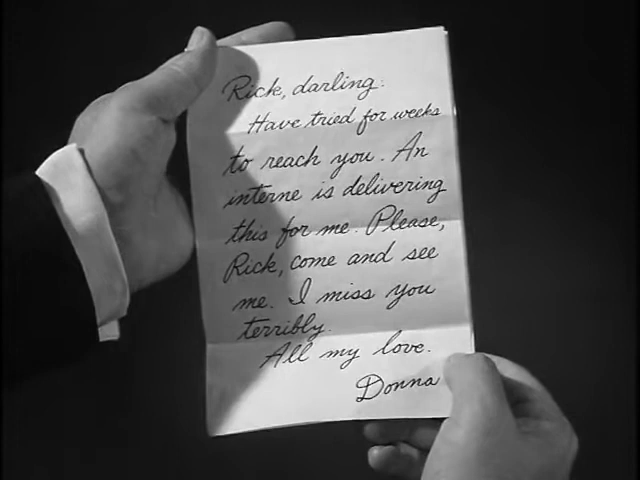 Rick, darling:
Have tried for weeks
to reach you. An
interne is delivering
this for me. Please,
Rick, come and see
me. I miss you
terribly.
All my love.
Donna